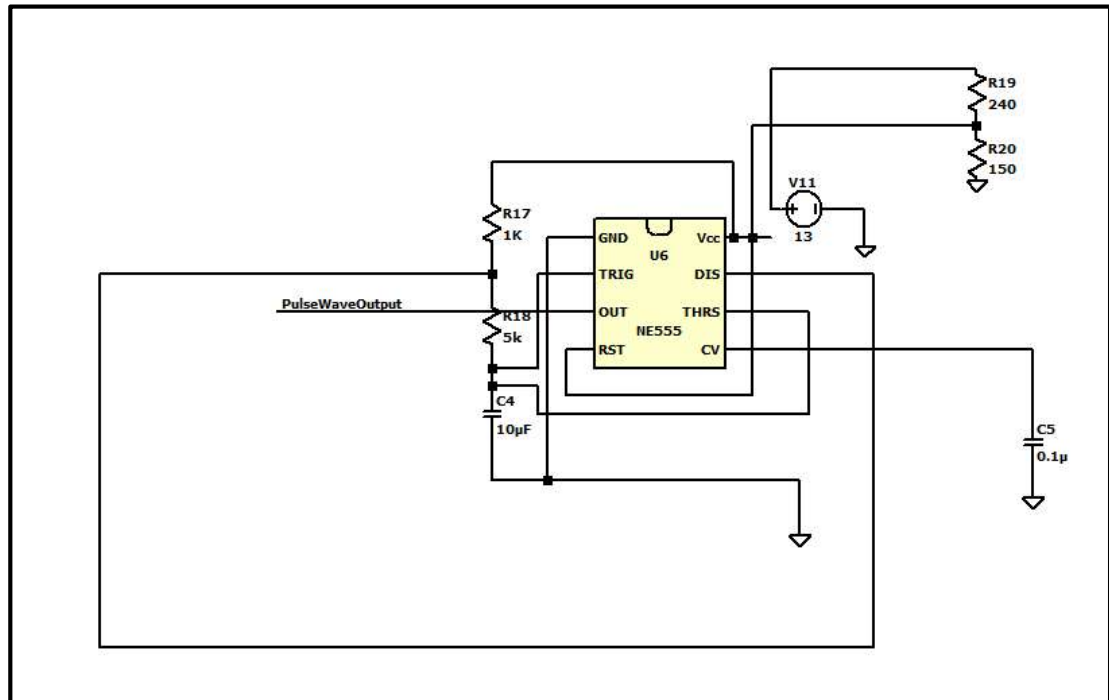 R19
240
R20
150
V11
13
R17
1K
GND
Vcc
U6
TRIG
DIS
PulseWaveOutput
OUT
THRS
R18
5k
NE555
RST
CV
C4
10µF
C5
0.1µ